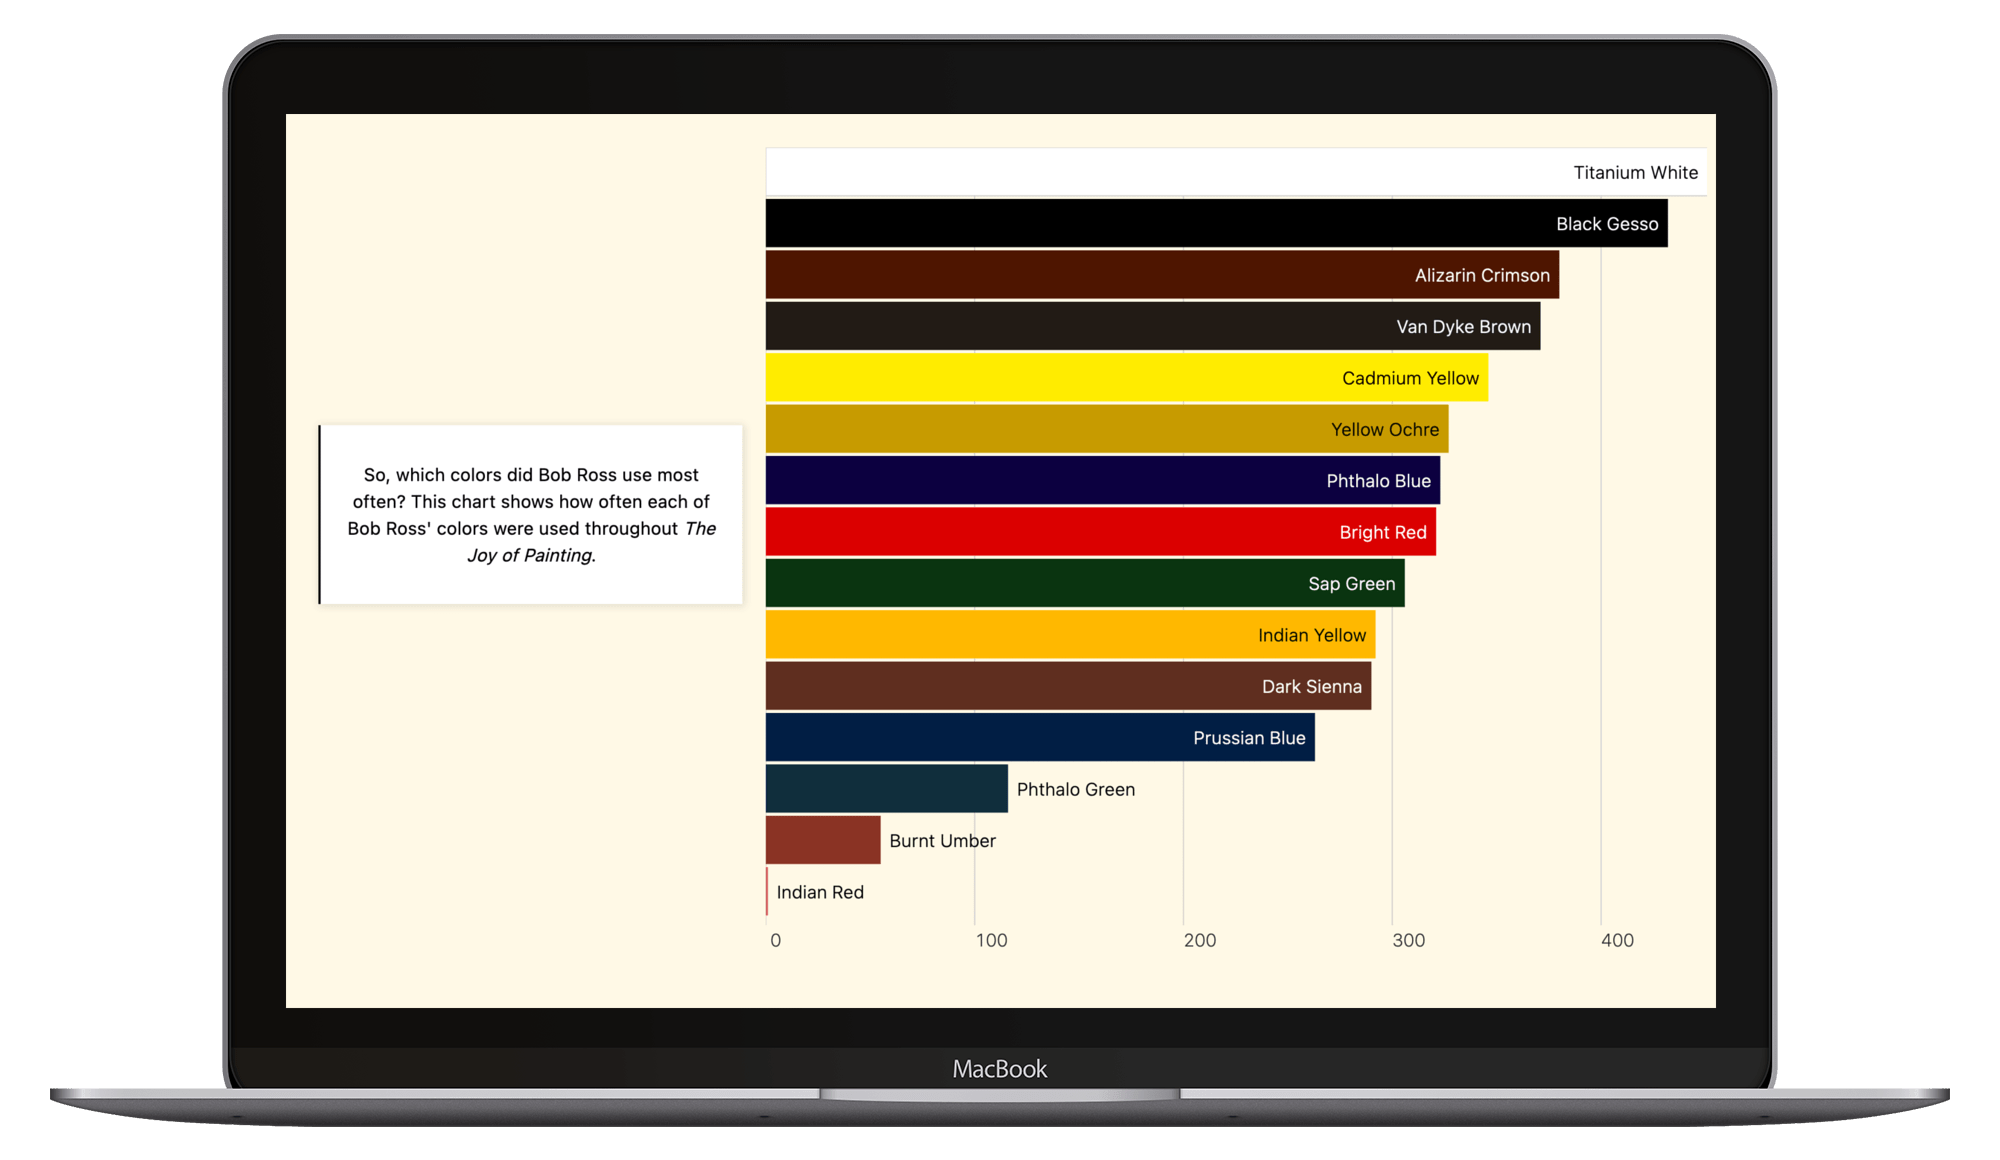 So, which colors did Bob Ross use most
often? This chart shows how often each of
Bob Ross' colors were used throughout The
Joy of Painting.
Titanium White
Black Gesso
Alizarin Crimson
Van Dyke Brown
Cadmium Yellow
Yellow Ochre
Phthalo Blue
Bright Red
Sap Green
Indian Yellow
Dark Sienna
Prussian Blue
Phthalo Green
Burnt Umber
Indian Red
0 100 200 300 400
MacBook